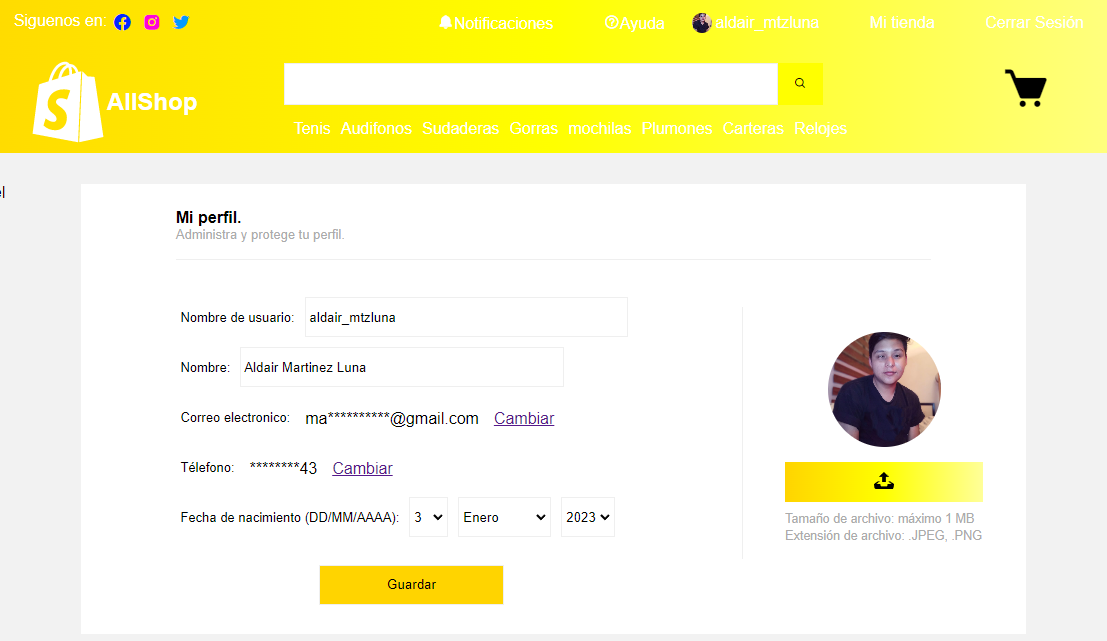 Siguenos en:
Notificaciones
Ayuda
aldair_mtzluna
Mi tienda
Cerrar Sesión
AllShop
Tenis Audifonos Sudaderas Gorras mochilas Plumones Carteras Relojes
el
Mi perfil.
Administra y protege tu perfil.
Nombre de usuario: aldair_mtzluna
Nombre: Aldair Martinez Luna
Correo electronico: ma**********@gmail.com Cambiar
Télefono: ********43 Cambiar
Fecha de nacimiento (DD/MM/AAAA): 3 Enero 2023
Guardar
Tamaño de archivo: máximo 1 MB
Extensión de archivo: .JPEG, .PNG